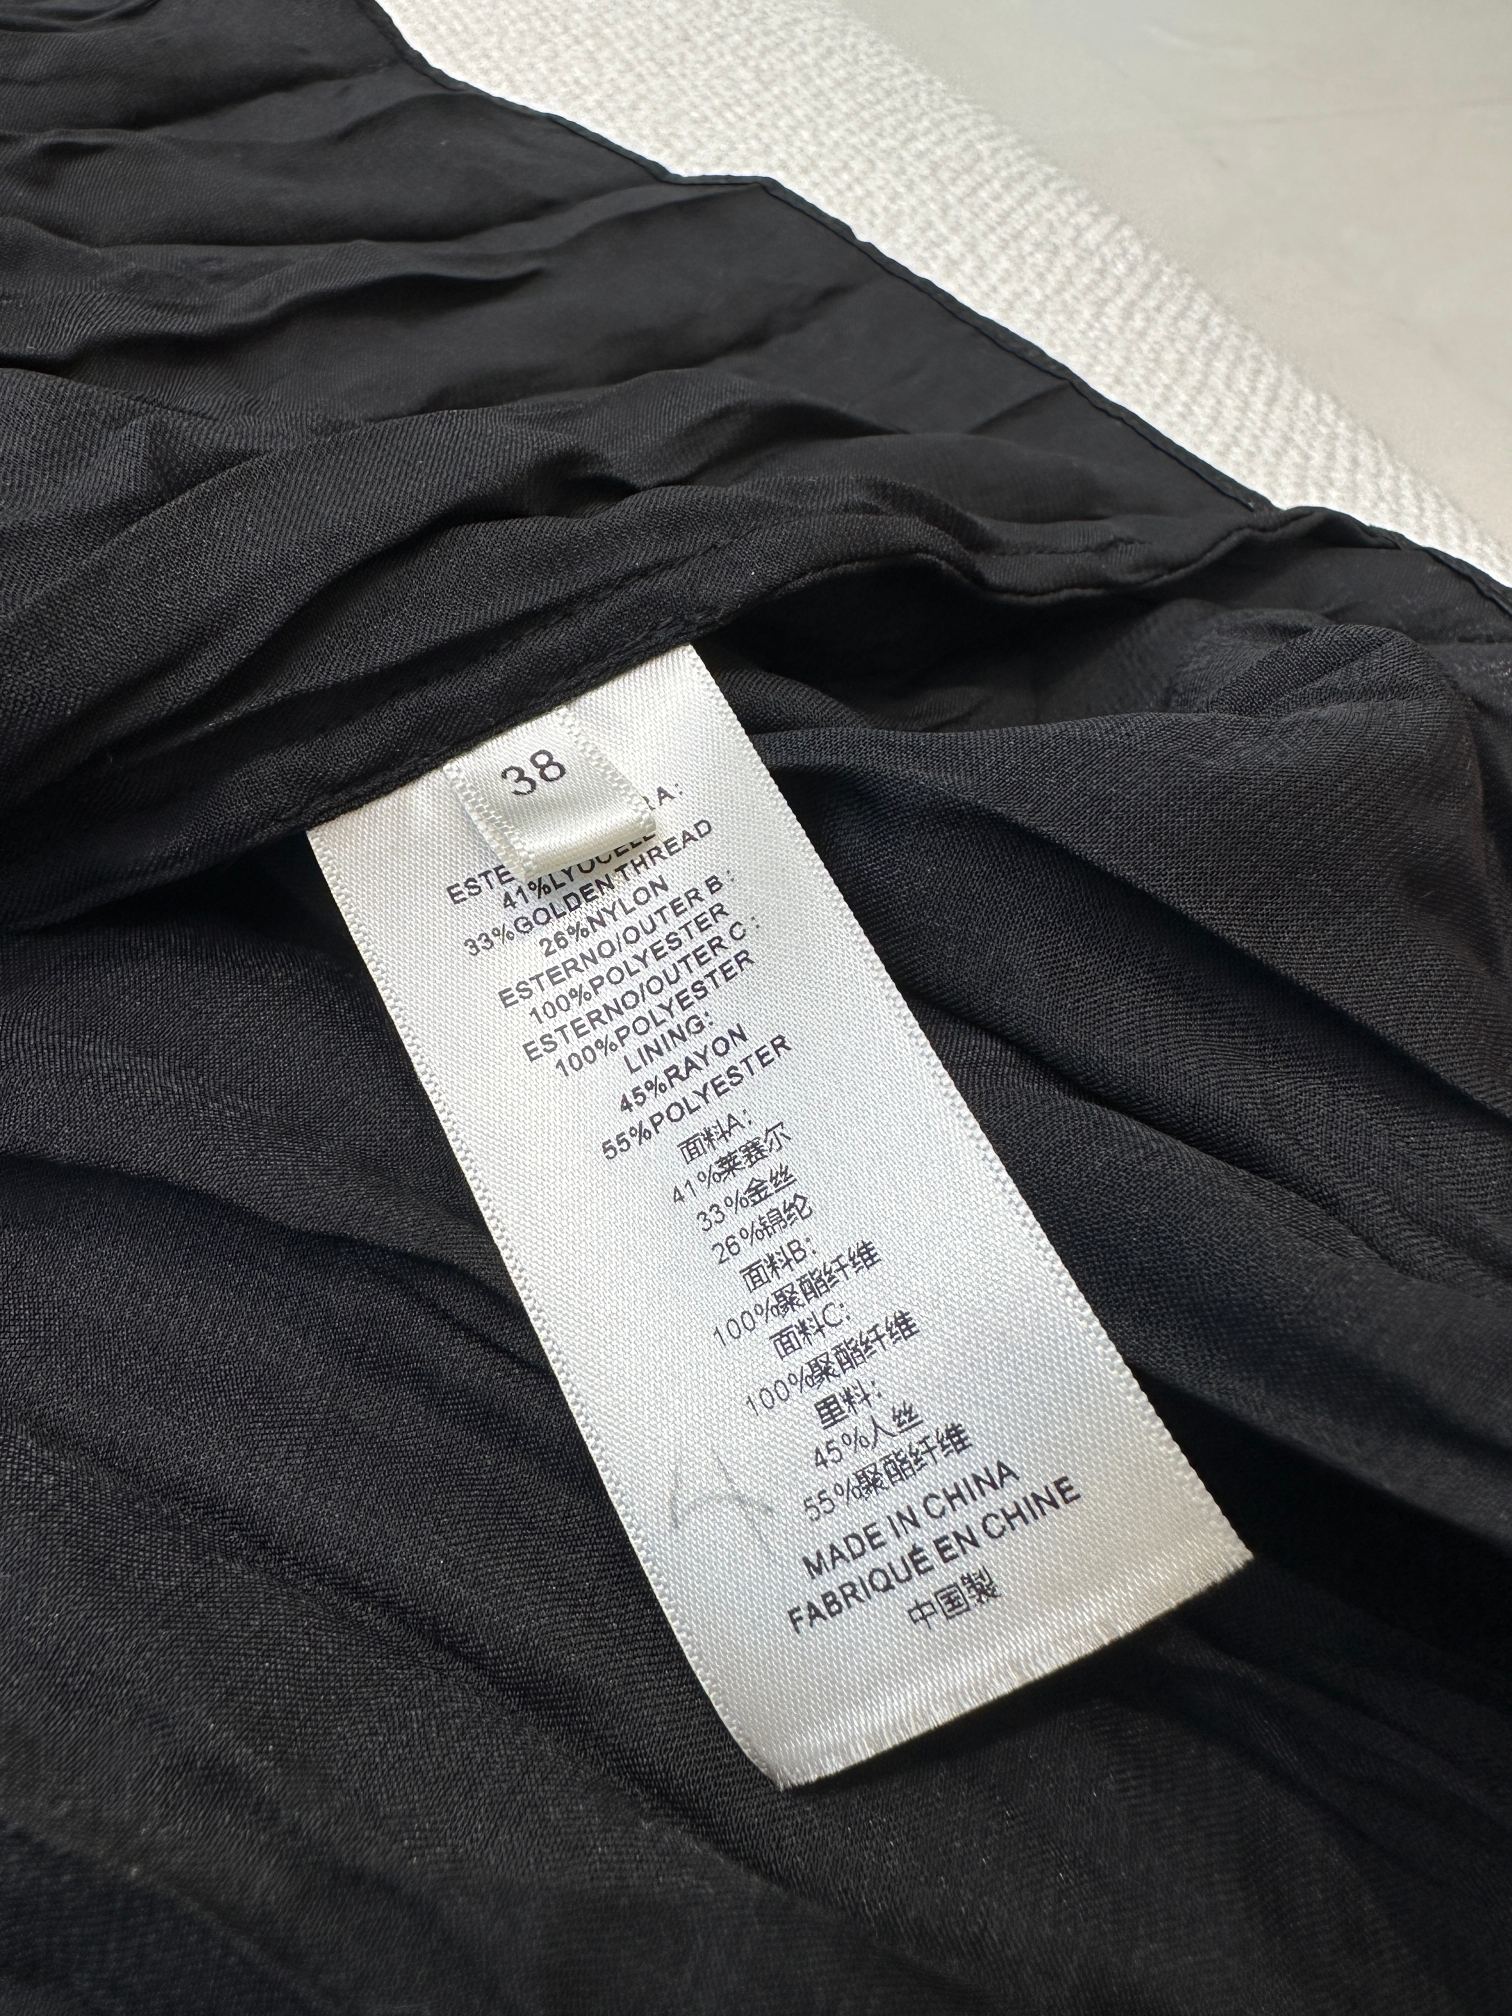 38
41%LYOCELL
33%GOLDEN THREAD
26%NYLON
ESTERNO/OUTER B:
100%POLYESTER
ESTERNO/OUTER C:
100%POLYESTER
LINING:
45%RAYON
55%POLYESTER
面料A:
41%莱赛尔
33%金丝
26%锦纶
面料B:
100%聚酯纤维
面料C:
100%聚酯纤维
里料:
45%人丝
55%聚酯纤维
MADE IN CHINA
FABRIQUÉ EN CHINE
中国製